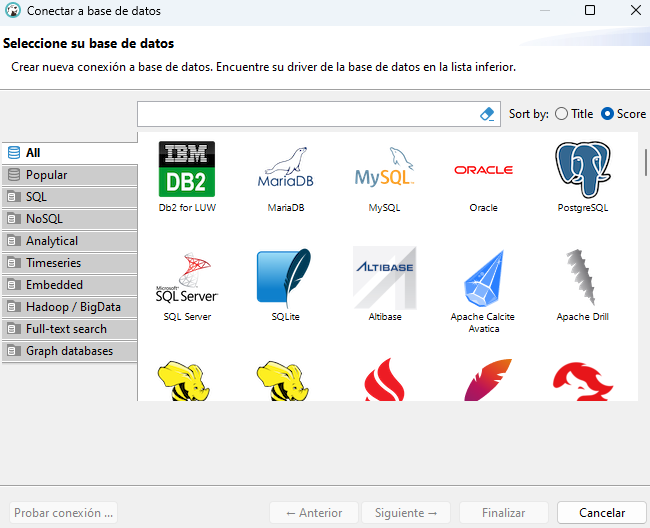 Conectar a base de datos
Seleccione su base de datos
Crear nueva conexión a base de datos. Encuentre su driver de la base de datos en la lista inferior.
Sort by: Title Score
All
Popular
SQL
NoSQL
Analytical
Timeseries
Embedded
Hadoop / BigData
Full-text search
Graph databases
IBM
DB2
Db2 for LUW
MariaDB
MariaDB
MySQL
MySQL
ORACLE
Oracle
PostgreSQL
Microsoft
SQL Server
SQL Server
SQLite
ALTIBASE
Altibase
Apache Calcite
Avatica
Apache Drill
Probar conexión ...
← Anterior
Siguiente →
Finalizar
Cancelar